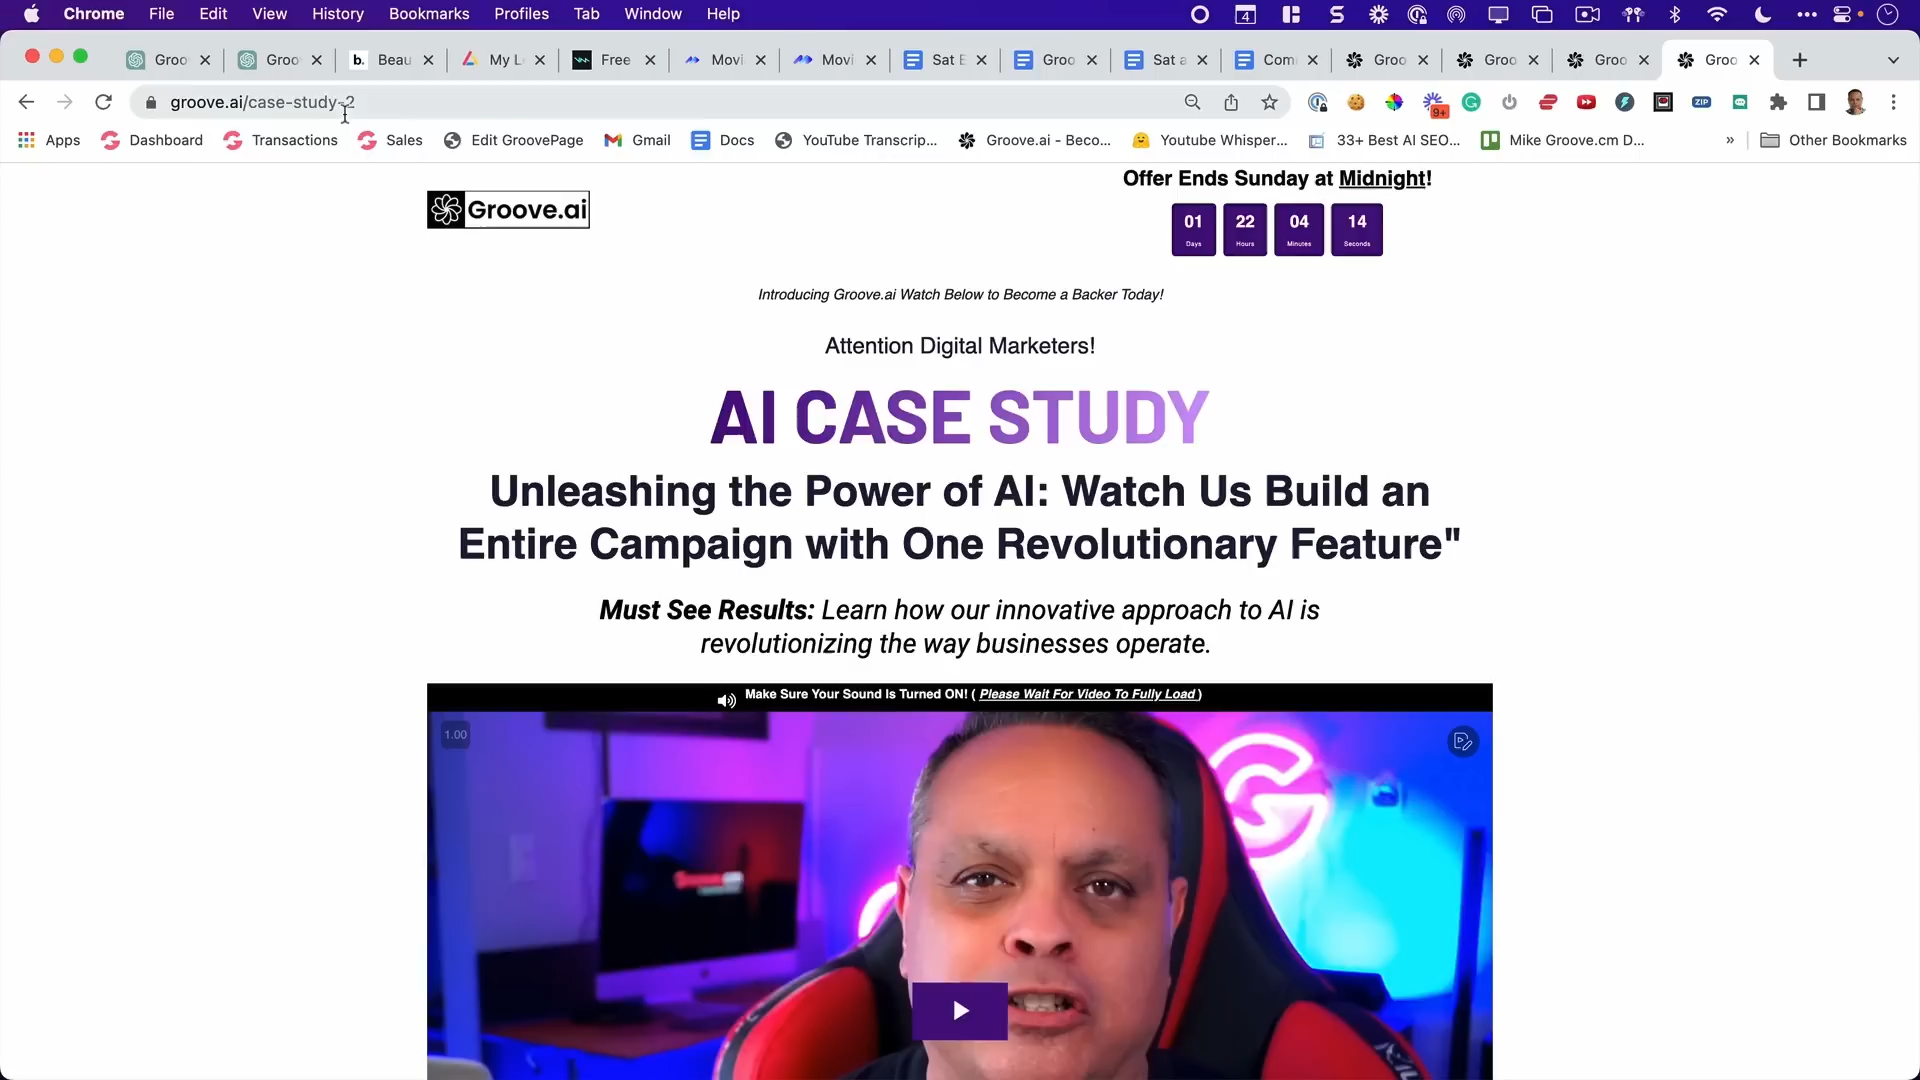 Chrome File Edit View History Bookmarks Profiles Tab Window Help
4
Groo Groo b. Beau My L Free Movi Movi Sat E Groo Sat a Com Groo Groo Groo Groo
groove.ai/case-study-2
9+ ZIP
Apps Dashboard Transactions Sales Edit GroovePage Gmail Docs YouTube Transcrip... Groove.ai - Beco... Youtube Whisper... 33+ Best AI SEO... Mike Groove.cm D... » Other Bookmarks
Groove.ai
Offer Ends Sunday at Midnight!
01 22 04 14
Days Hours Minutes Seconds
Introducing Groove.ai Watch Below to Become a Backer Today!
Attention Digital Marketers!
AI CASE STUDY
Unleashing the Power of AI: Watch Us Build an
Entire Campaign with One Revolutionary Feature"
Must See Results: Learn how our innovative approach to AI is
revolutionizing the way businesses operate.
Make Sure Your Sound Is Turned ON! ( Please Wait For Video To Fully Load )
1.00